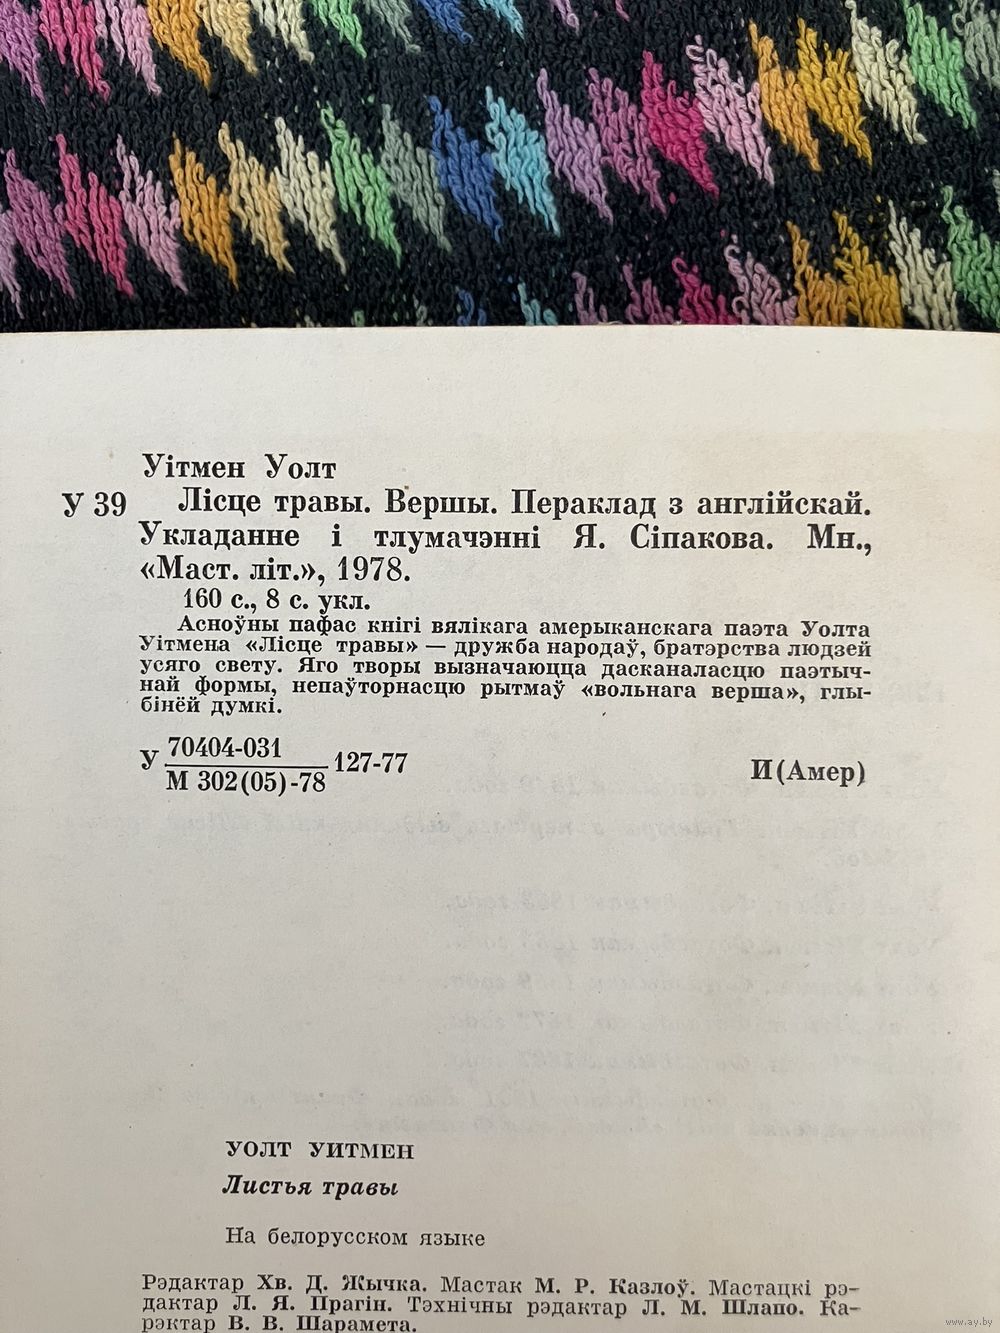 Уітмен Уолт
У 39 Лісце травы. Вершы. Пераклад з англійскай.
Укладанне і тлумачэнні Я. Сіпакова. Мн.,
«Маст. літ.», 1978.
160 с., 8 с. укл.
Асноўны пафас кнігі вялікага амерыканскага паэта Уолта
Уітмена «Лісце травы» — дружба народаў, братэрства людзей
усяго свету. Яго творы вызначаюцца дасканаласцю паэтыч-
най формы, непаўторнасцю рытмаў «вольнага верша», глы-
бінёй думкі.
70404-031
У 127-77
М 302(05)-78
И(Амер)
УОЛТ УИТМЕН
Листья травы
На белорусском языке
Рэдактар Хв. Д. Жычка. Мастак М. Р. Казлоў. Мастацкі рэ-
дактар Л. Я. Прагін. Тэхнічны рэдактар Л. М. Шлапо. Ка-
рэктар В. В. Шарамета.
www.ay.by